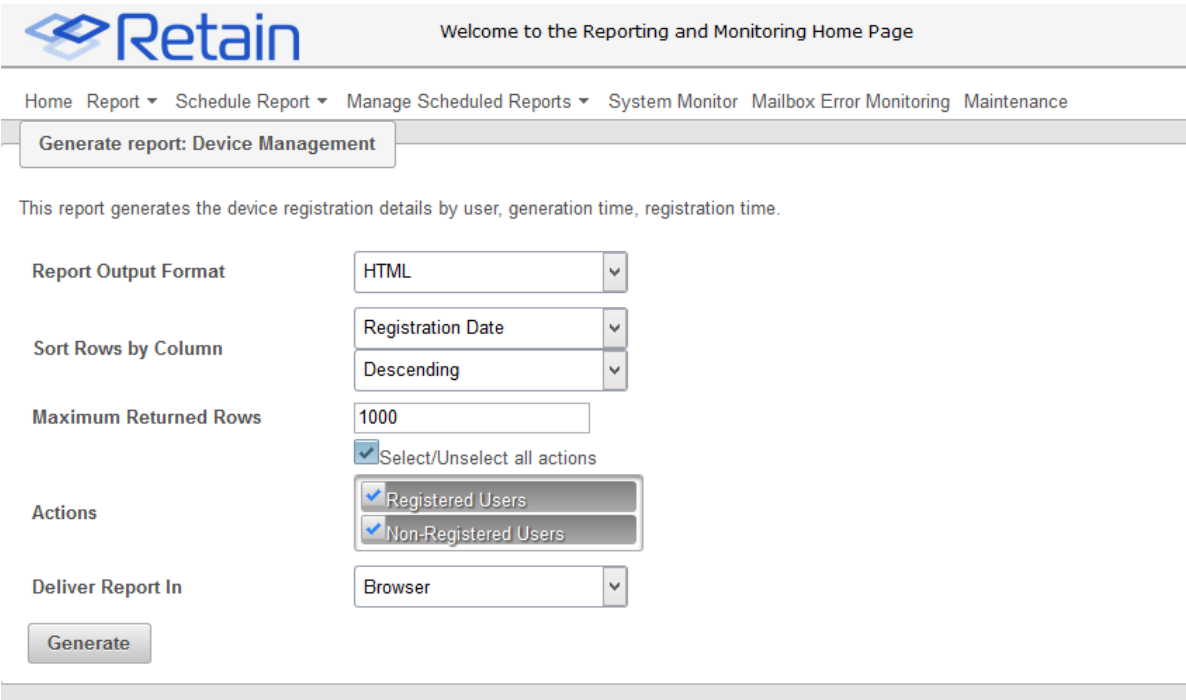 Retain
Welcome to the Reporting and Monitoring Home Page
Home Report Schedule Report Manage Scheduled Reports System Monitor Mailbox Error Monitoring Maintenance
Generate report: Device Management
This report generates the device registration details by user, generation time, registration time.
Report Output Format HTML
Registration Date
Sort Rows by Column
Descending
Maximum Returned Rows 1000
Select/Unselect all actions
Registered Users
Actions
Non-Registered Users
Deliver Report In Browser
Generate